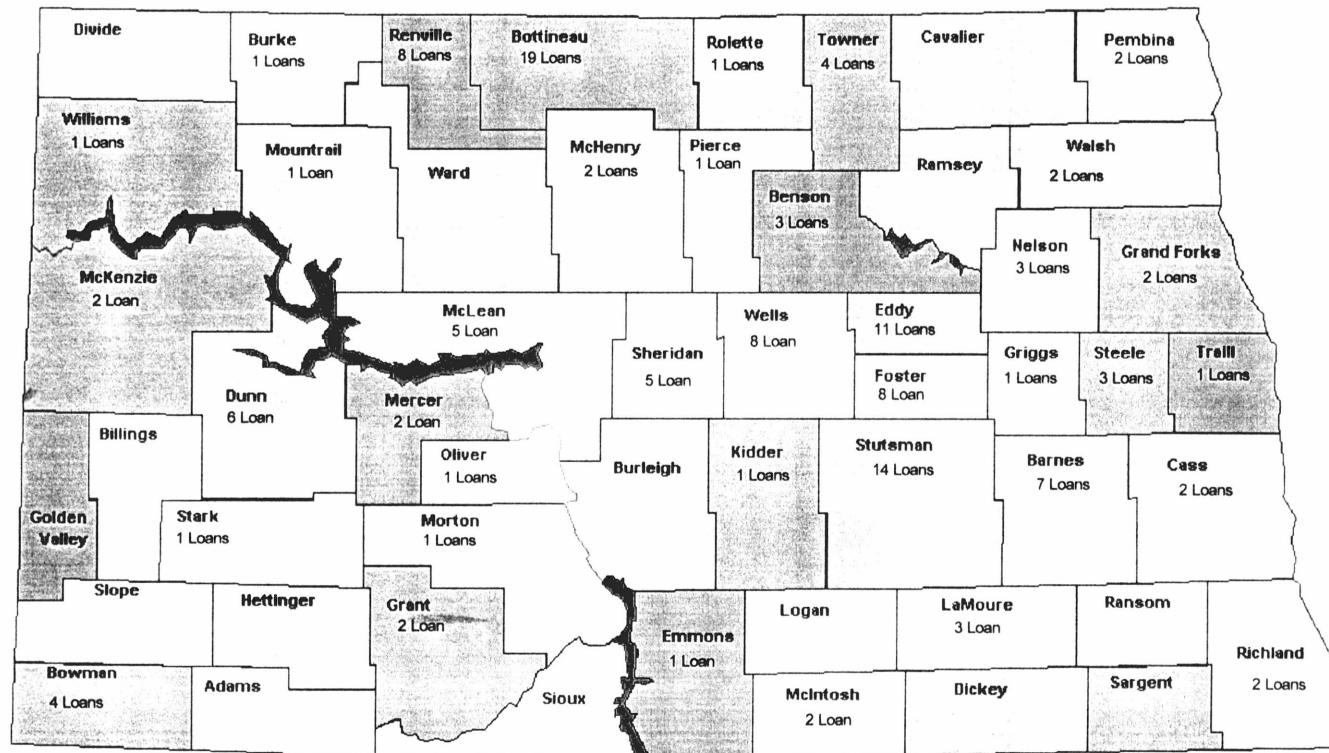 Divide
Burke
1 Loans
Renville
8 Loans
Bottineau
19 Loans
Rolette
1 Loans
Towner
4 Loans
Cavalier
Pembina
2 Loans
Williams
1 Loans
Mountrail
1 Loan
Ward
McHenry
2 Loans
Pierce
1 Loan
Benson
3 Loans
Ramsey
Walsh
2 Loans
Nelson
3 Loans
Grand Forks
2 Loans
McKenzie
2 Loan
McLean
5 Loan
Sheridan
5 Loan
Wells
8 Loan
Eddy
11 Loans
Foster
8 Loan
Griggs
1 Loans
Steele
3 Loans
Traill
1 Loans
Dunn
6 Loan
Mercer
2 Loan
Oliver
1 Loans
Billings
Golden
Valley
Stark
1 Loans
Morton
1 Loans
Burleigh
Kidder
1 Loans
Stutsman
14 Loans
Barnes
7 Loans
Cass
2 Loans
Slope
Hettinger
Grant
2 Loan
Emmons
1 Loan
Logan
LaMoure
3 Loan
Ransom
Richland
2 Loans
Bowman
4 Loans
Adams
Sioux
McIntosh
2 Loan
Dickey
Sargent